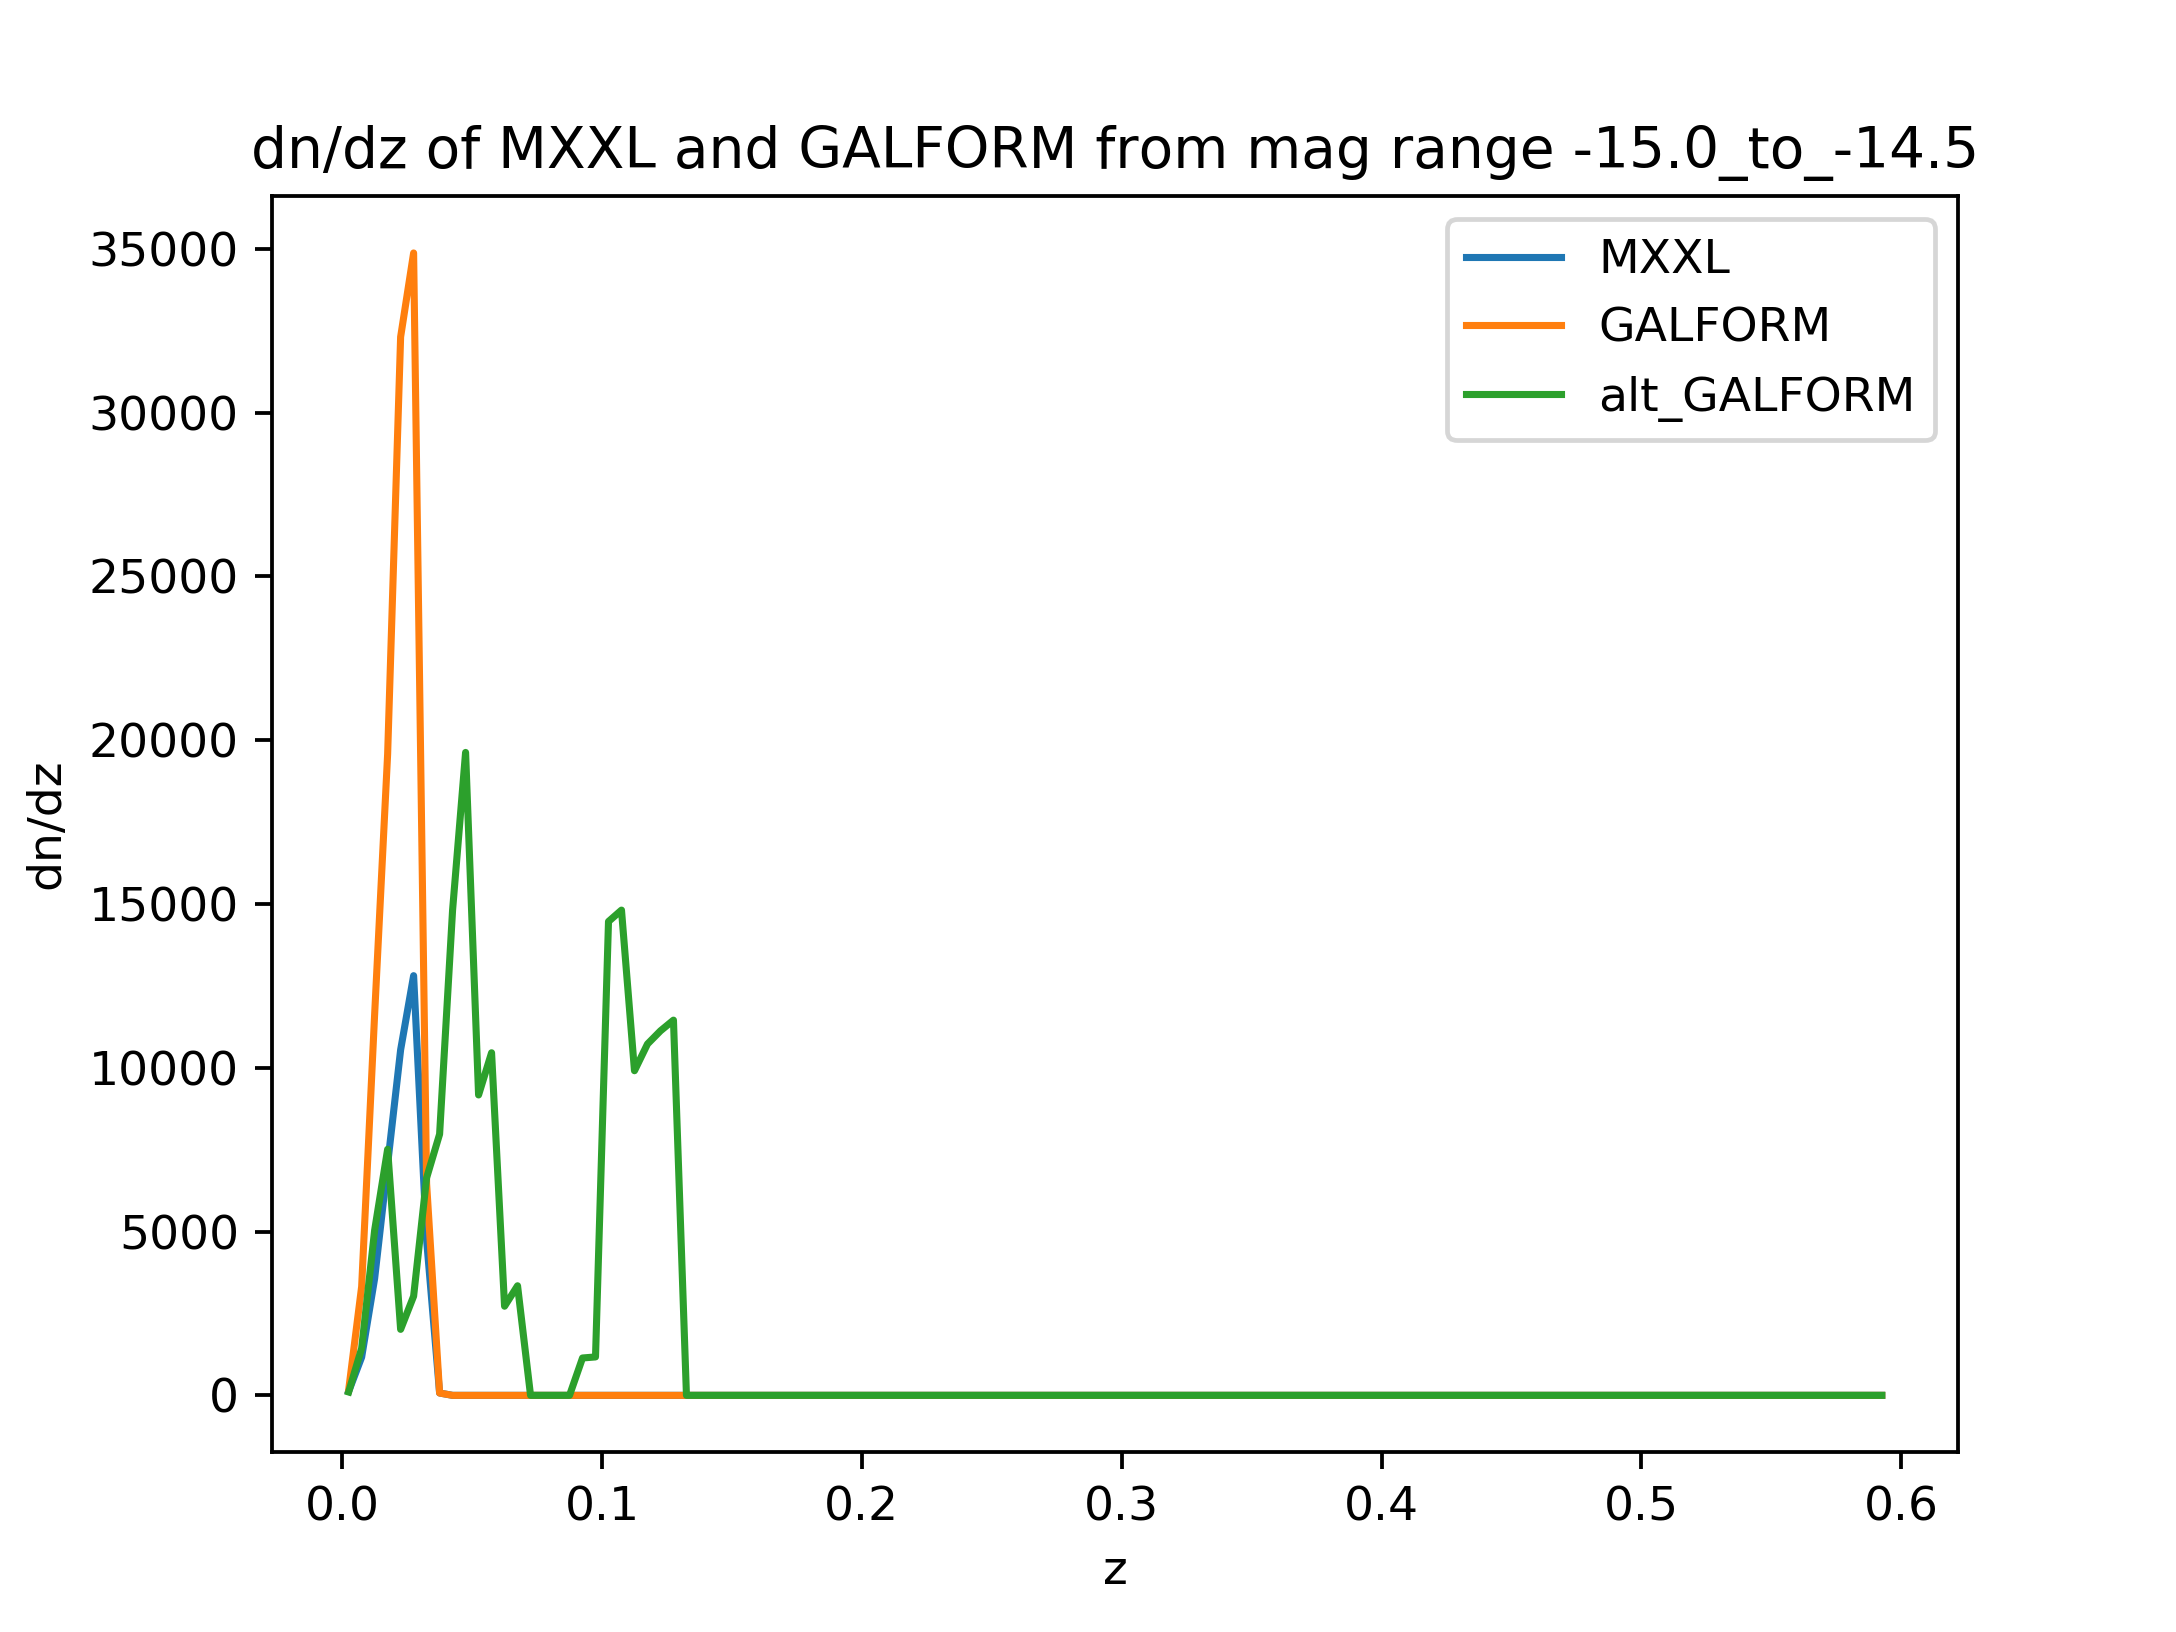 dn/dz of MXXL and GALFORM from mag range -15.0_to_-14.5
MXXL
GALFORM
alt_GALFORM
35000
30000
25000
20000
15000
10000
5000
0
dn/dz
0.0 0.1 0.2 0.3 0.4 0.5 0.6
z